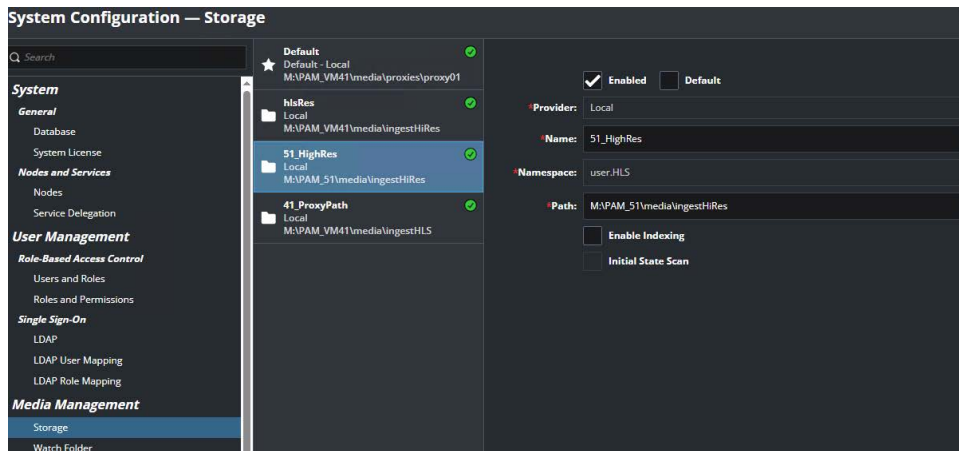 System Configuration — Storage
Search
System
General
Database
System License
Nodes and Services
Nodes
Service Delegation
User Management
Role-Based Access Control
Users and Roles
Roles and Permissions
Single Sign-On
LDAP
LDAP User Mapping
LDAP Role Mapping
Media Management
Storage
Watch Folder
Default
Default - Local
M:\PAM_VM41\media\proxies\proxy01
hlsRes
Local
M:\PAM_VM41\media\ingestHiRes
51_HighRes
Local
M:\PAM_51\media\ingestHiRes
41_ProxyPath
Local
M:\PAM_VM41\media\ingestHLS
Enabled Default
*Provider: Local
*Name: 51_HighRes
*Namespace: user.HLS
*Path: M:\PAM_51\media\ingestHiRes
Enable Indexing
Initial State Scan